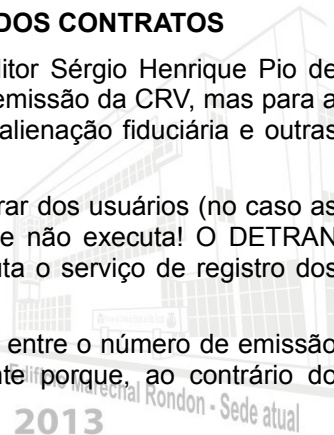 DOS CONTRATOS
ditor Sérgio Henrique Pio de
emissão da CRV, mas para a
alienação fiduciária e outras
rar dos usuários (no caso as
e não executa! O DETRAN
uta o serviço de registro dos
entre o número de emissão
nte porque, ao contrário do
Edifício Marechal Rondon - Sede atual
2013